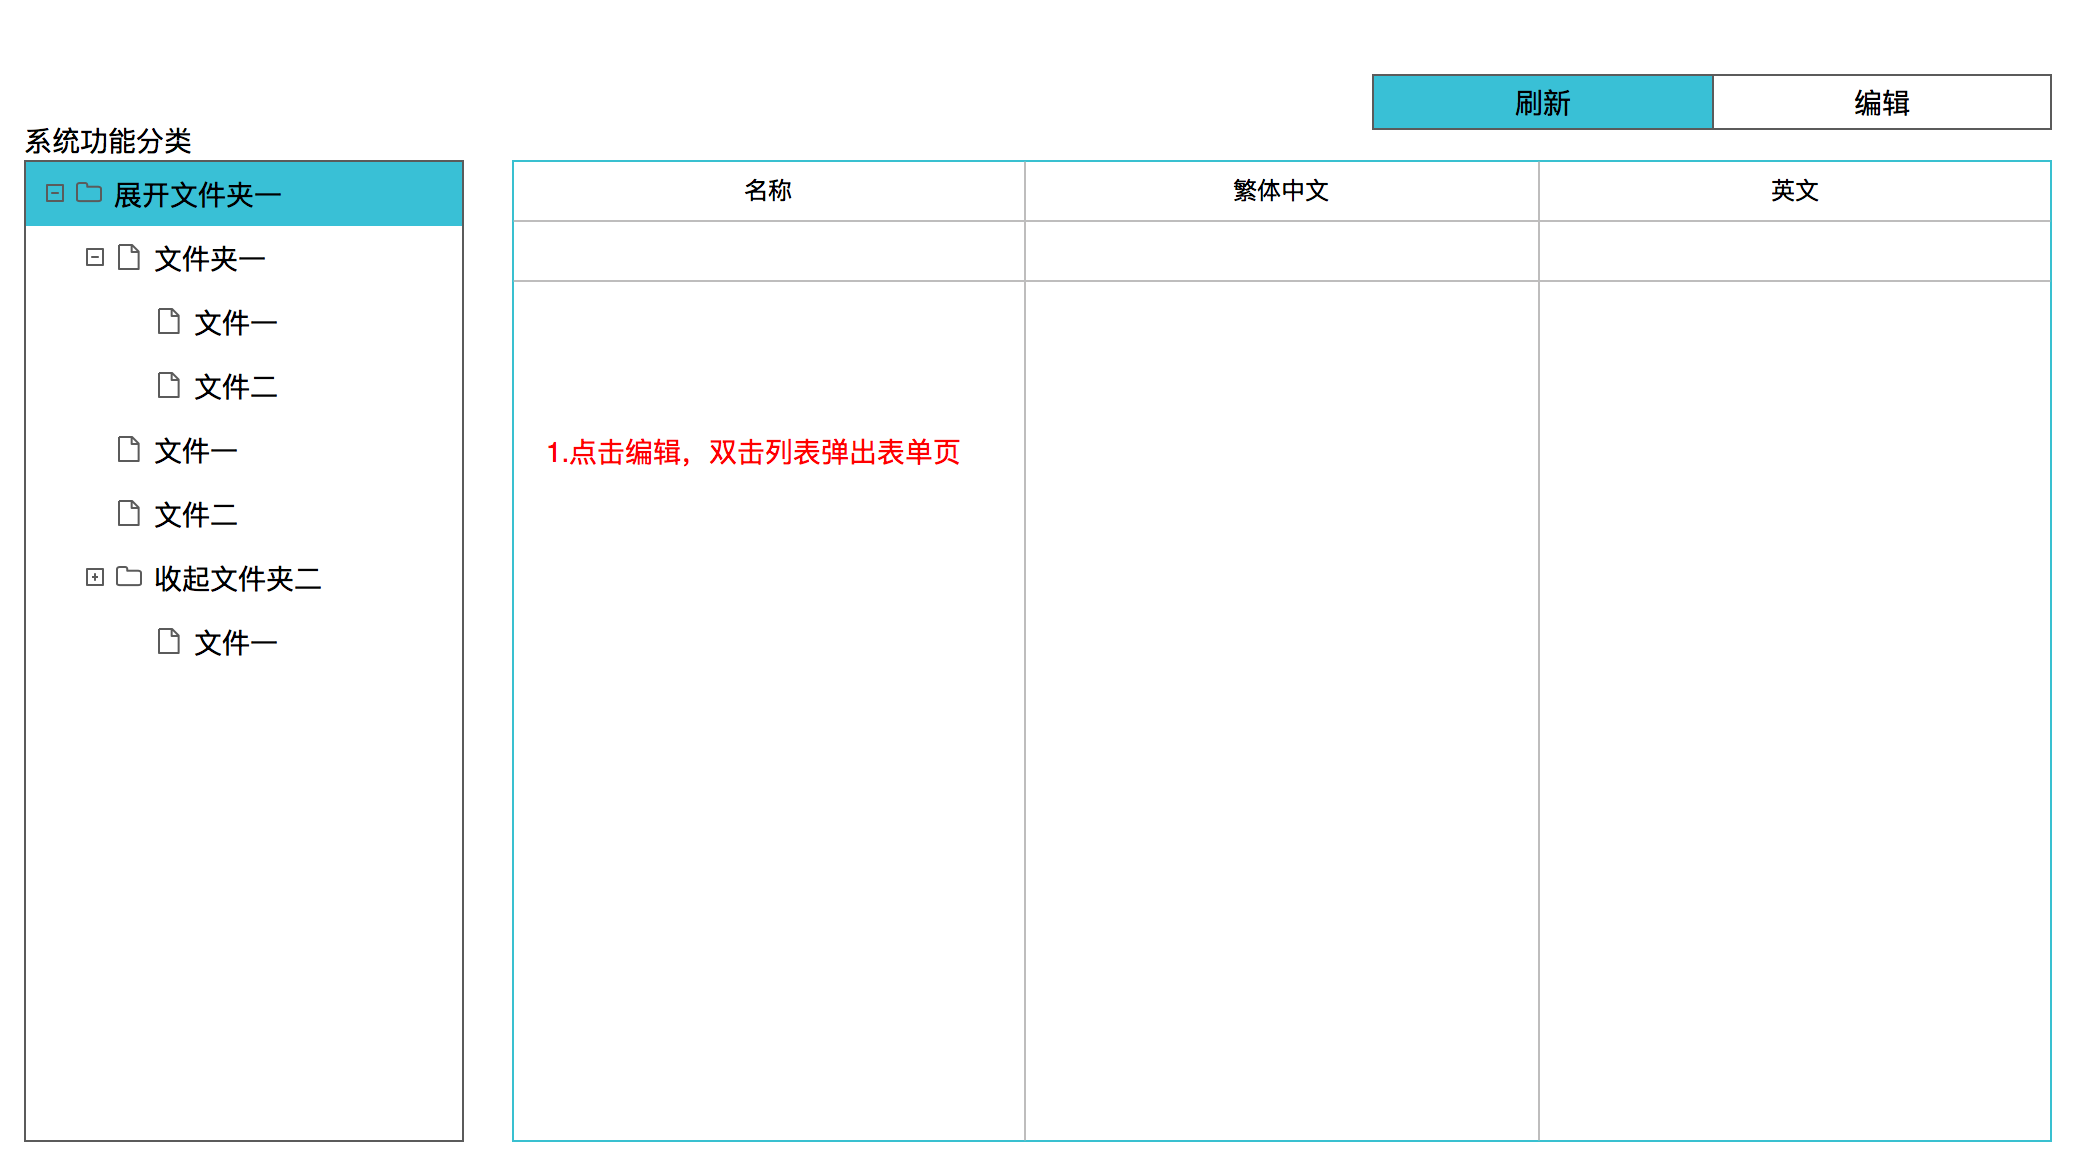 刷新
编辑
系统功能分类
展开文件夹一
文件夹一
文件一
文件二
文件一
文件二
收起文件夹二
文件一
名称
繁体中文
英文
1.点击编辑，双击列表弹出表单页